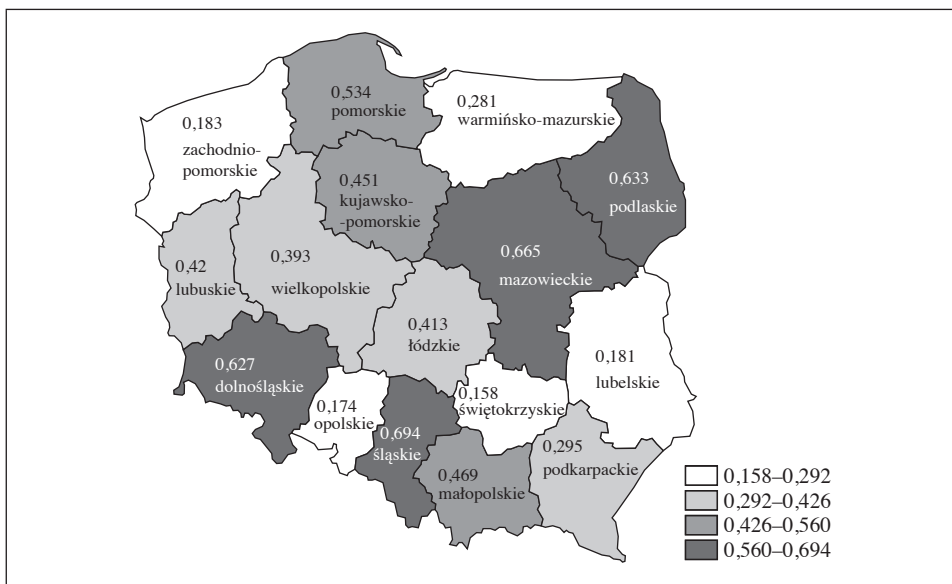 0,534
pomorskie
0,281
warmińsko-mazurskie
0,183
zachodnio-
pomorskie
0,633
podlaskie
0,451
kujawsko-
-pomorskie
0,665
mazowieckie
0,42
lubuskie
0,393
wielkopolskie
0,413
łódzkie
0,181
lubelskie
0,627
dolnośląskie
0,174
opolskie
0,158
świętokrzyskie
0,694
śląskie
0,469
małopolskie
0,295
podkarpackie
0,158–0,292
0,292–0,426
0,426–0,560
0,560–0,694